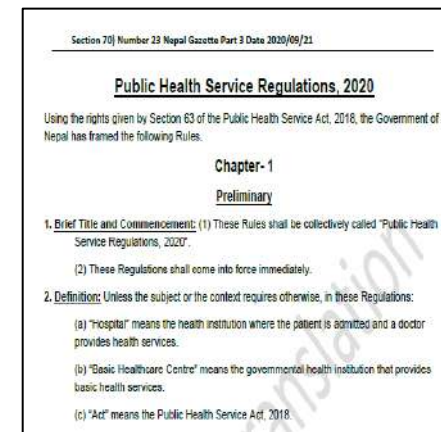 Section 70| Number 23 Nepal Gazette Part 3 Date 2020/09/21
Public Health Service Regulations, 2020
Using the rights given by Section 63 of the Public Health Service Act, 2018, the Government of
Nepal has framed the following Rules.
Chapter- 1
Preliminary
1. Brief Title and Commencement: (1) These Rules shall be collectively called "Public Health
Service Regulations, 2020".
(2) These Regulations shall come into force immediately.
2. Definition: Unless the subject or the context requires otherwise, in these Regulations:
(a) "Hospital" means the health institution where the patient is admitted and a doctor
provides health services.
(b) "Basic Healthcare Centre" means the governmental health institution that provides
basic health services.
(c) "Act" means the Public Health Service Act, 2018.
translation